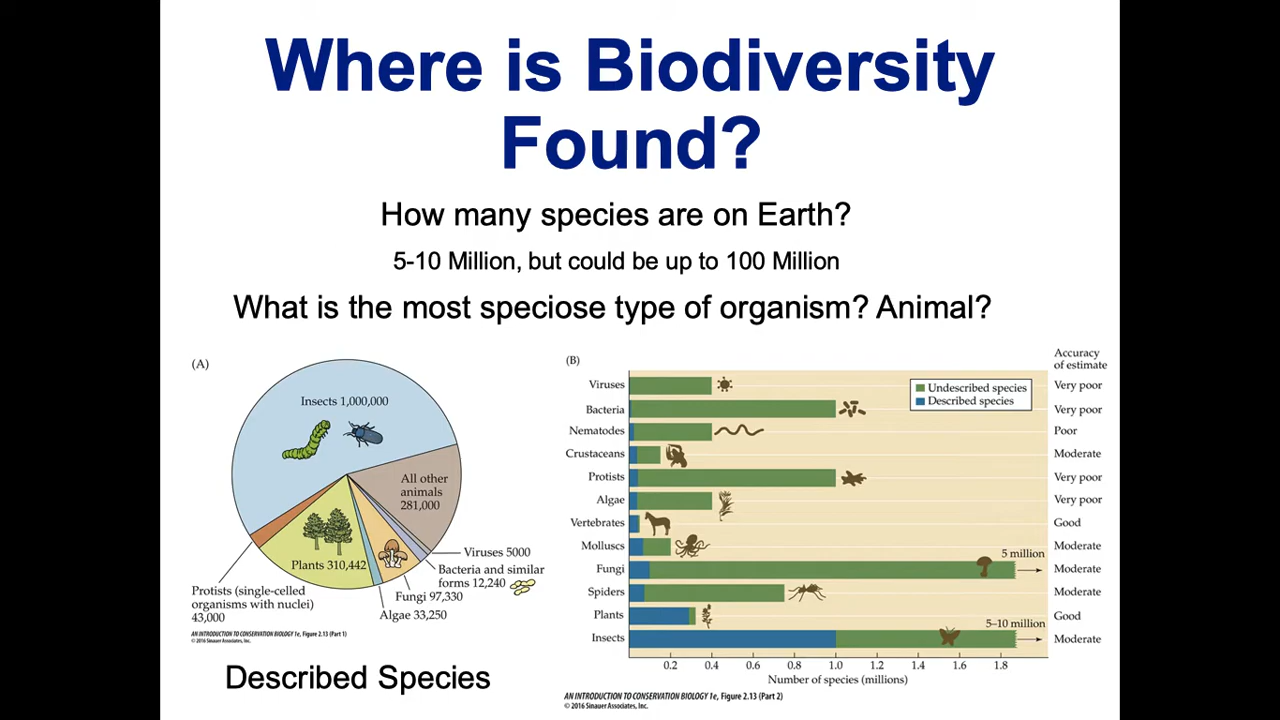 Where is Biodiversity
Found?
How many species are on Earth?
5-10 Million, but could be up to 100 Million
What is the most speciose type of organism? Animal?
(A)
Insects 1,000,000
All other
animals
281,000
Plants 310,442
Viruses 5000
Bacteria and similar
forms 12,240
Fungi 97,330
Algae 33,250
Protists (single-celled
organisms with nuclei)
43,000
AN INTRODUCTION TO CONSERVATION BIOLOGY 1e, Figure 2.13 (Part 1)
© 2016 Sinauer Associates, Inc.
Described Species
(B)
Accuracy
of estimate
Undescribed species
Described species
Viruses Very poor
Bacteria Very poor
Nematodes Poor
Crustaceans Moderate
Protists Very poor
Algae Very poor
Vertebrates Good
Molluscs Moderate
5 million
Fungi Moderate
Spiders Moderate
Plants Good
5–10 million
Insects Moderate
0.2 0.4 0.6 0.8 1.0 1.2 1.4 1.6 1.8
Number of species (millions)
AN INTRODUCTION TO CONSERVATION BIOLOGY 1e, Figure 2.13 (Part 2)
© 2016 Sinauer Associates, Inc.